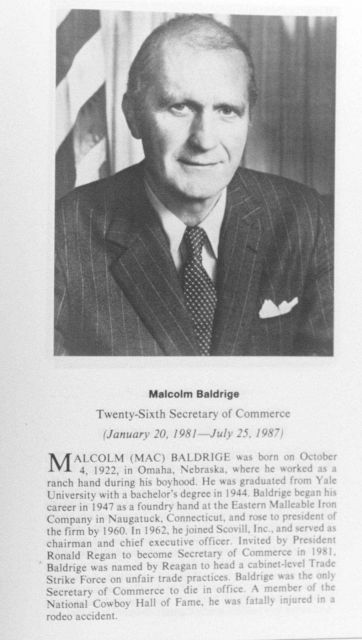 Malcolm Baldrige
Twenty-Sixth Secretary of Commerce
(January 20, 1981—July 25, 1987)
MALCOLM (MAC) BALDRIGE was born on October
4, 1922, in Omaha, Nebraska, where he worked as a
ranch hand during his boyhood. He was graduated from Yale
University with a bachelor's degree in 1944. Baldrige began his
career in 1947 as a foundry hand at the Eastern Malleable Iron
Company in Naugatuck, Connecticut, and rose to president of
the firm by 1960. In 1962, he joined Scovill, Inc., and served as
chairman and chief executive officer. Invited by President
Ronald Regan to become Secretary of Commerce in 1981,
Baldrige was named by Reagan to head a cabinet-level Trade
Strike Force on unfair trade practices. Baldrige was the only
Secretary of Commerce to die in office. A member of the
National Cowboy Hall of Fame, he was fatally injured in a
rodeo accident.